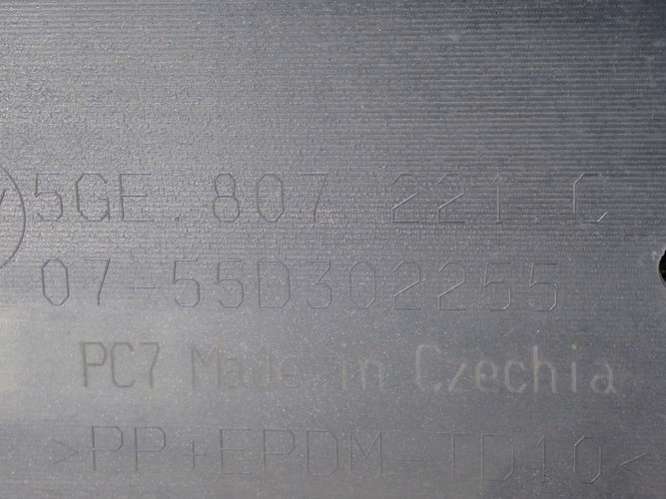 5GE 807 221 C
07-55D302255
PC7 Made in Czechia
>PP+EPDM-TD10<